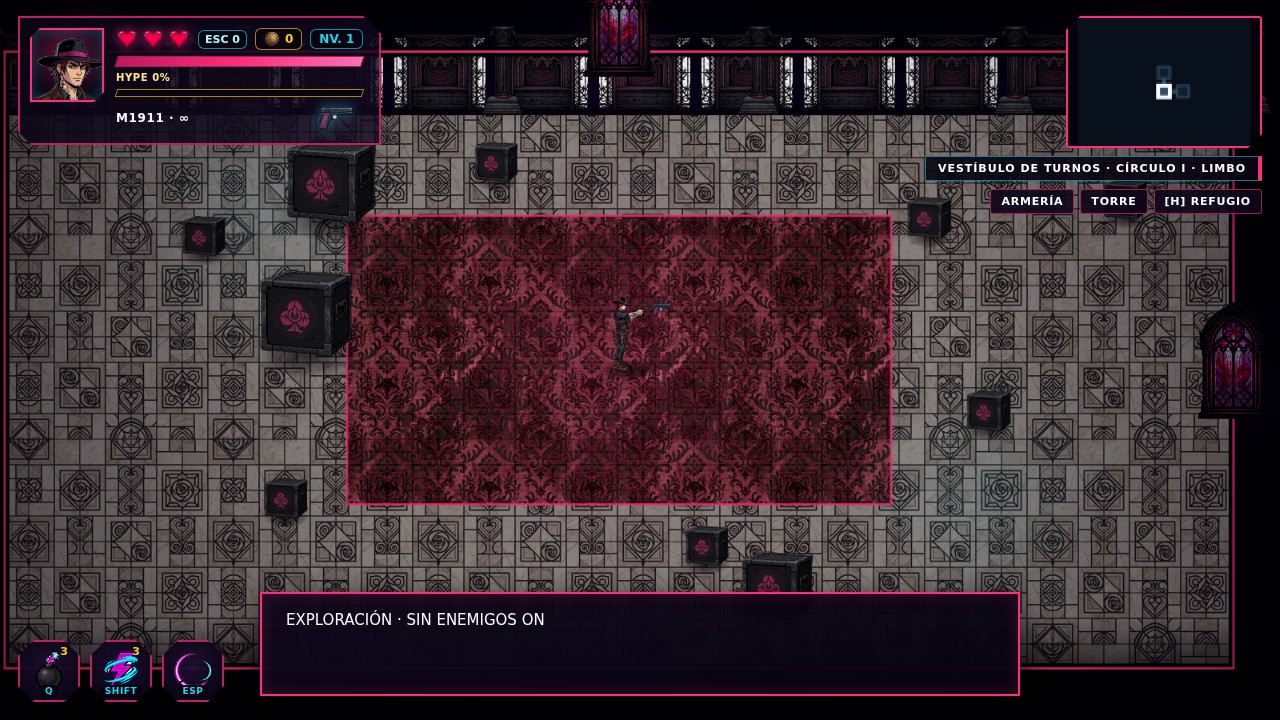 ESC 0
0
NV. 1
HYPE 0%
M1911 · ∞
VESTÍBULO DE TURNOS · CÍRCULO I · LIMBO
ARMERÍA
TORRE
[H] REFUGIO
EXPLORACIÓN · SIN ENEMIGOS ON
3
Q
3
SHIFT
ESP